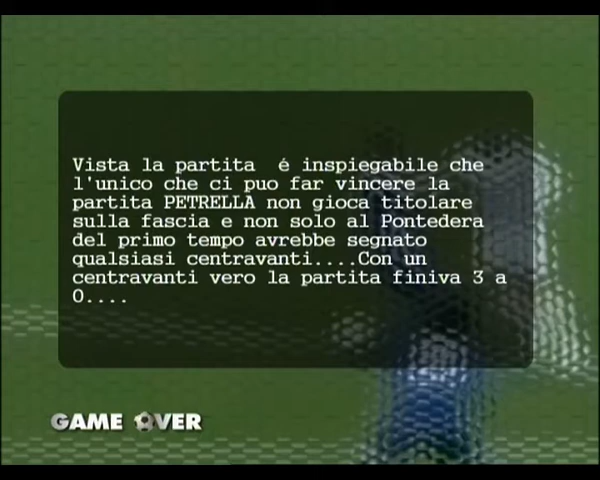 Vista la partita  é inspiegabile che
l'unico che ci puo far vincere la
partita PETRELLA non gioca titolare
sulla fascia e non solo al Pontedera
del primo tempo avrebbe segnato
qualsiasi centravanti....Con un
centravanti vero la partita finiva 3 a
0....
GAME OVER